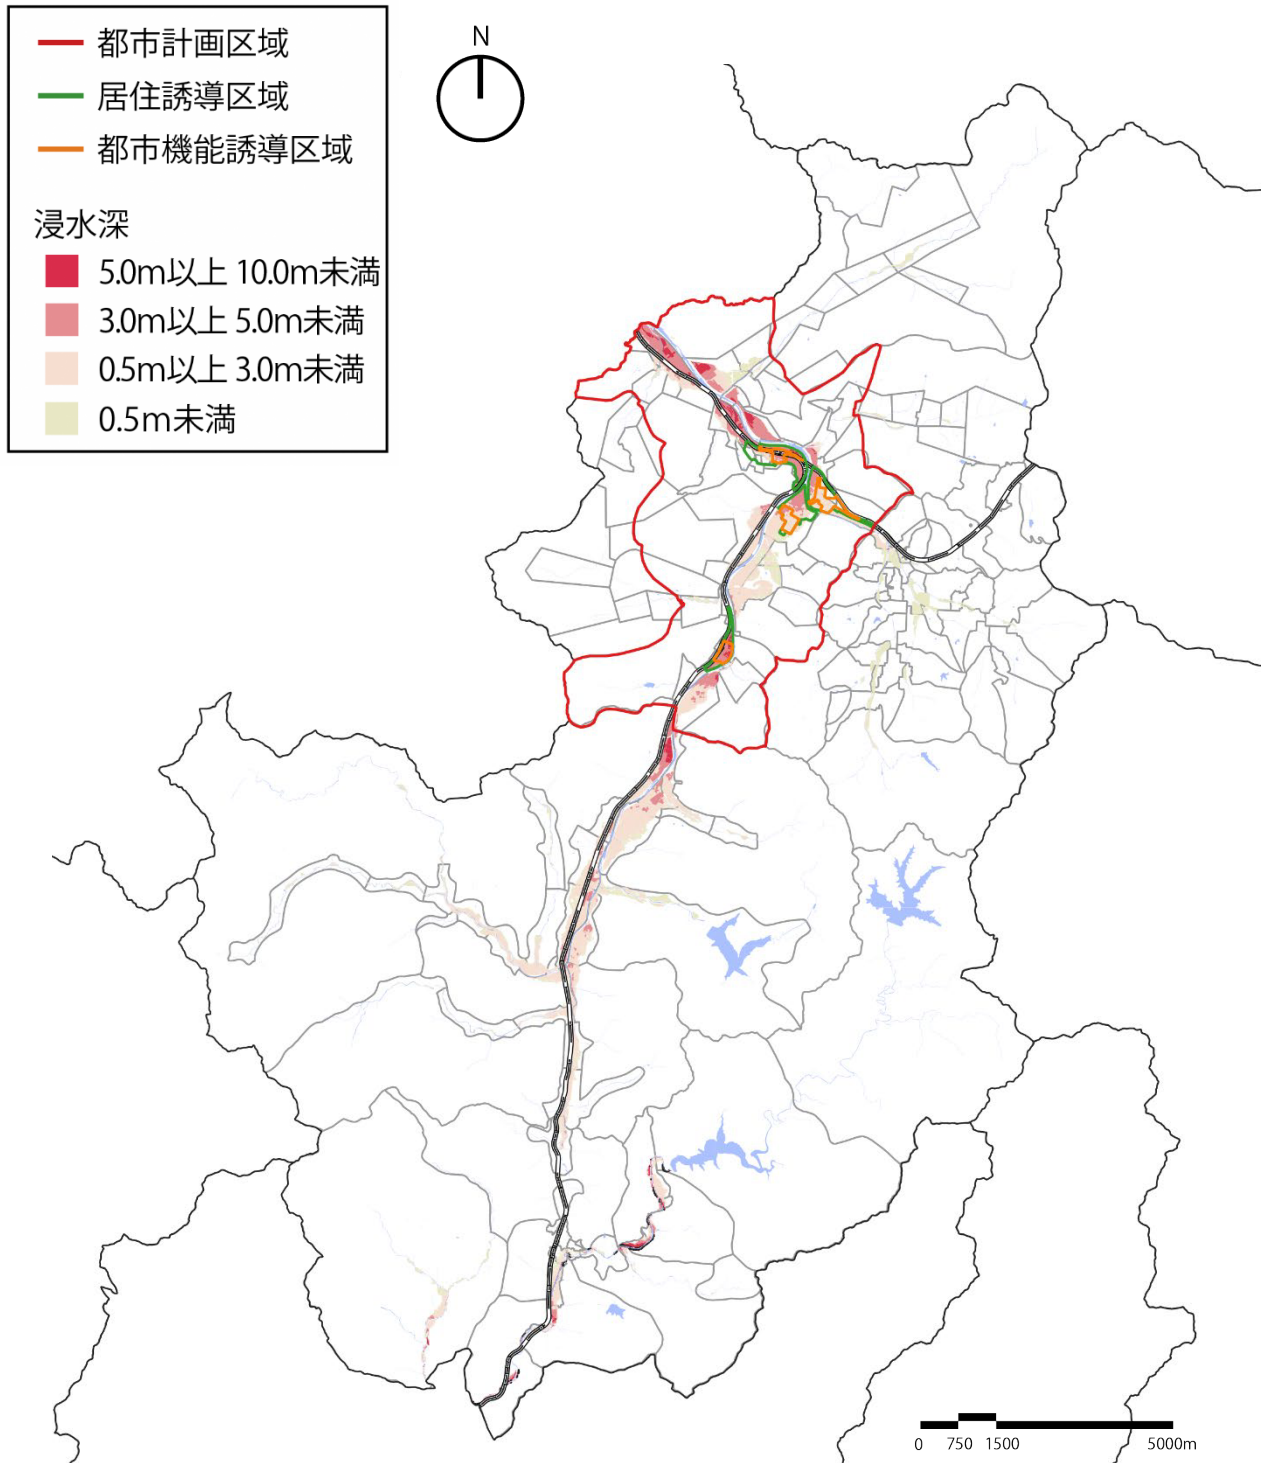 都市計画区域
居住誘導区域
都市機能誘導区域
浸水深
5.0m以上 10.0m未満
3.0m以上 5.0m未満
0.5m以上 3.0m未満
0.5m未満
N
0 750 1500 5000m